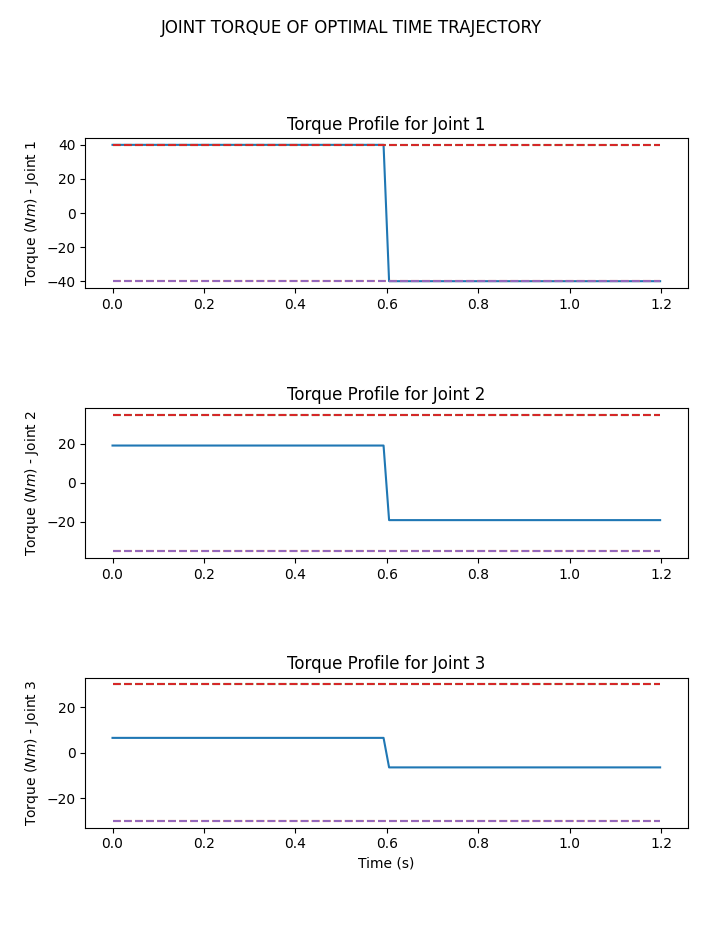 JOINT TORQUE OF OPTIMAL TIME TRAJECTORY
Torque Profile for Joint 1
Torque (Nm) - Joint 1
40
20
0
−20
−40
0.0 0.2 0.4 0.6 0.8 1.0 1.2
Torque Profile for Joint 2
Torque (Nm) - Joint 2
20
0
−20
0.0 0.2 0.4 0.6 0.8 1.0 1.2
Torque Profile for Joint 3
Torque (Nm) - Joint 3
20
0
−20
0.0 0.2 0.4 0.6 0.8 1.0 1.2
Time (s)